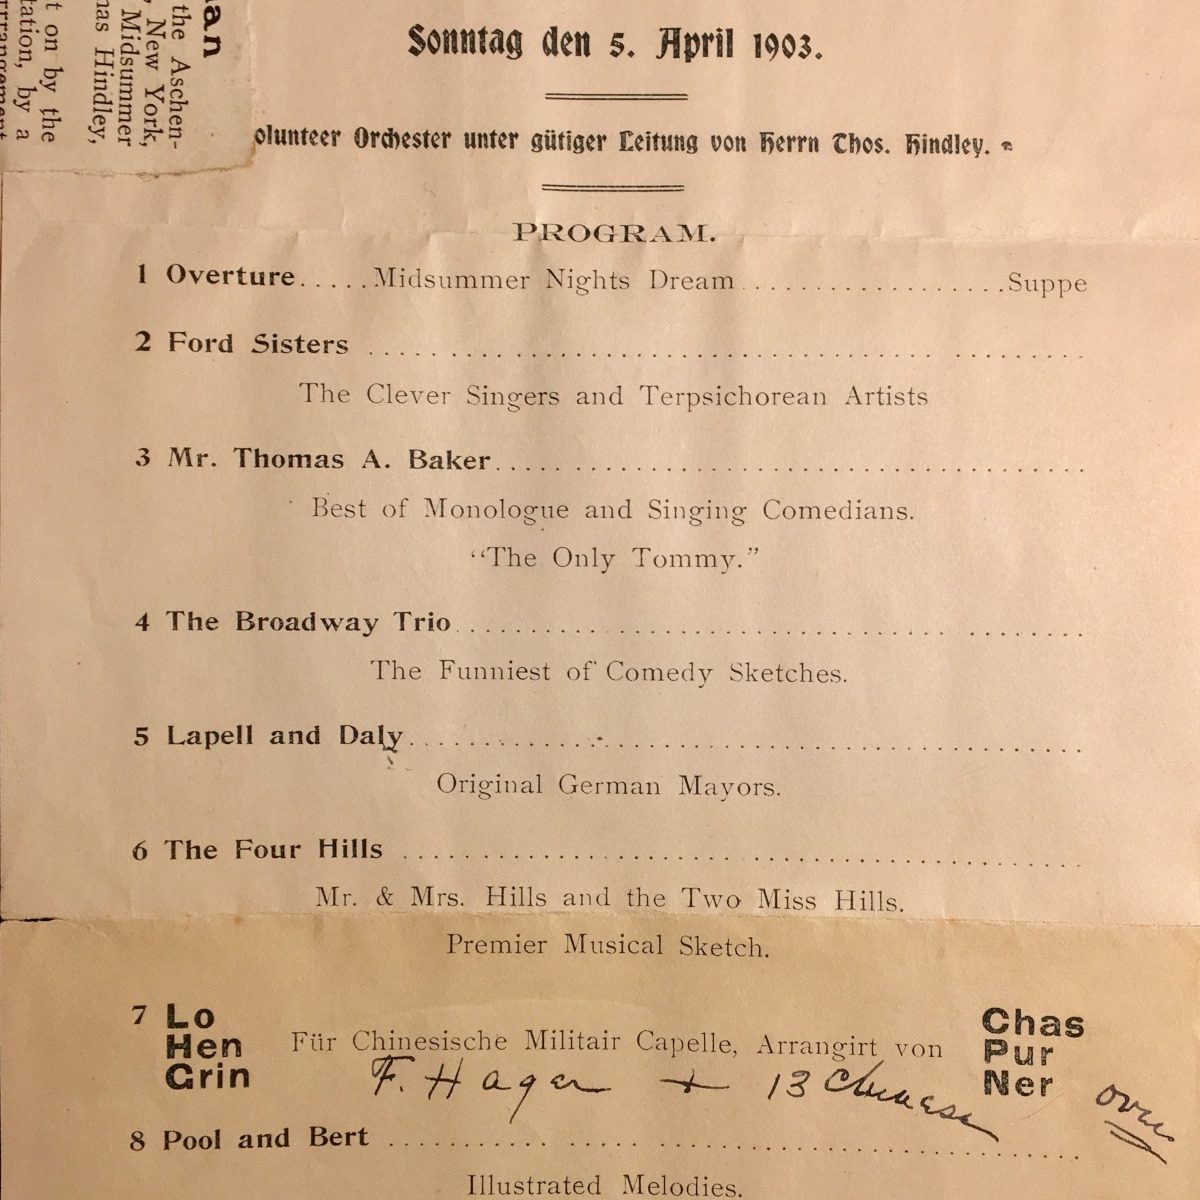 an
the Aschen-
, New York,
Midsummer
nas Hindley,
t on by the
tation, by a
rrangement
Sonntag den 5. April 1903.
olunteer Orchester unter gütiger Leitung von Herrn Thos. Hindley.
PROGRAM.
1 Overture.....Midsummer Nights Dream...................Suppe
2 Ford Sisters ................................................
The Clever Singers and Terpsichorean Artists
3 Mr. Thomas A. Baker........................................
Best of Monologue and Singing Comedians.
"The Only Tommy."
4 The Broadway Trio..........................................
The Funniest of Comedy Sketches.
5 Lapell and Daly.............................................
Original German Mayors.
6 The Four Hills .............................................
Mr. & Mrs. Hills and the Two Miss Hills.
Premier Musical Sketch.
7 Lo Hen Grin Für Chinesische Militair Capelle, Arrangirt von Chas Pur Ner
F. Hager + 13 Chinese
over
8 Pool and Bert ..............................................
Illustrated Melodies.